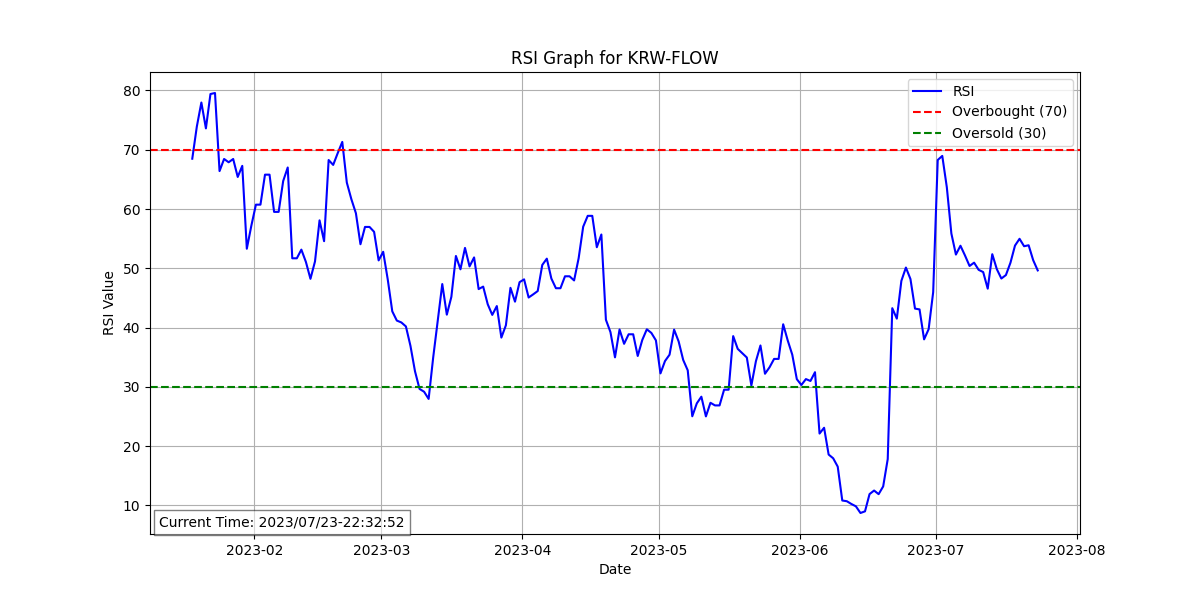 RSI Graph for KRW-FLOW
RSI
Overbought (70)
Oversold (30)
RSI Value
80
70
60
50
40
30
20
10
Current Time: 2023/07/23-22:32:52
2023-02
2023-03
2023-04
2023-05
2023-06
2023-07
2023-08
Date